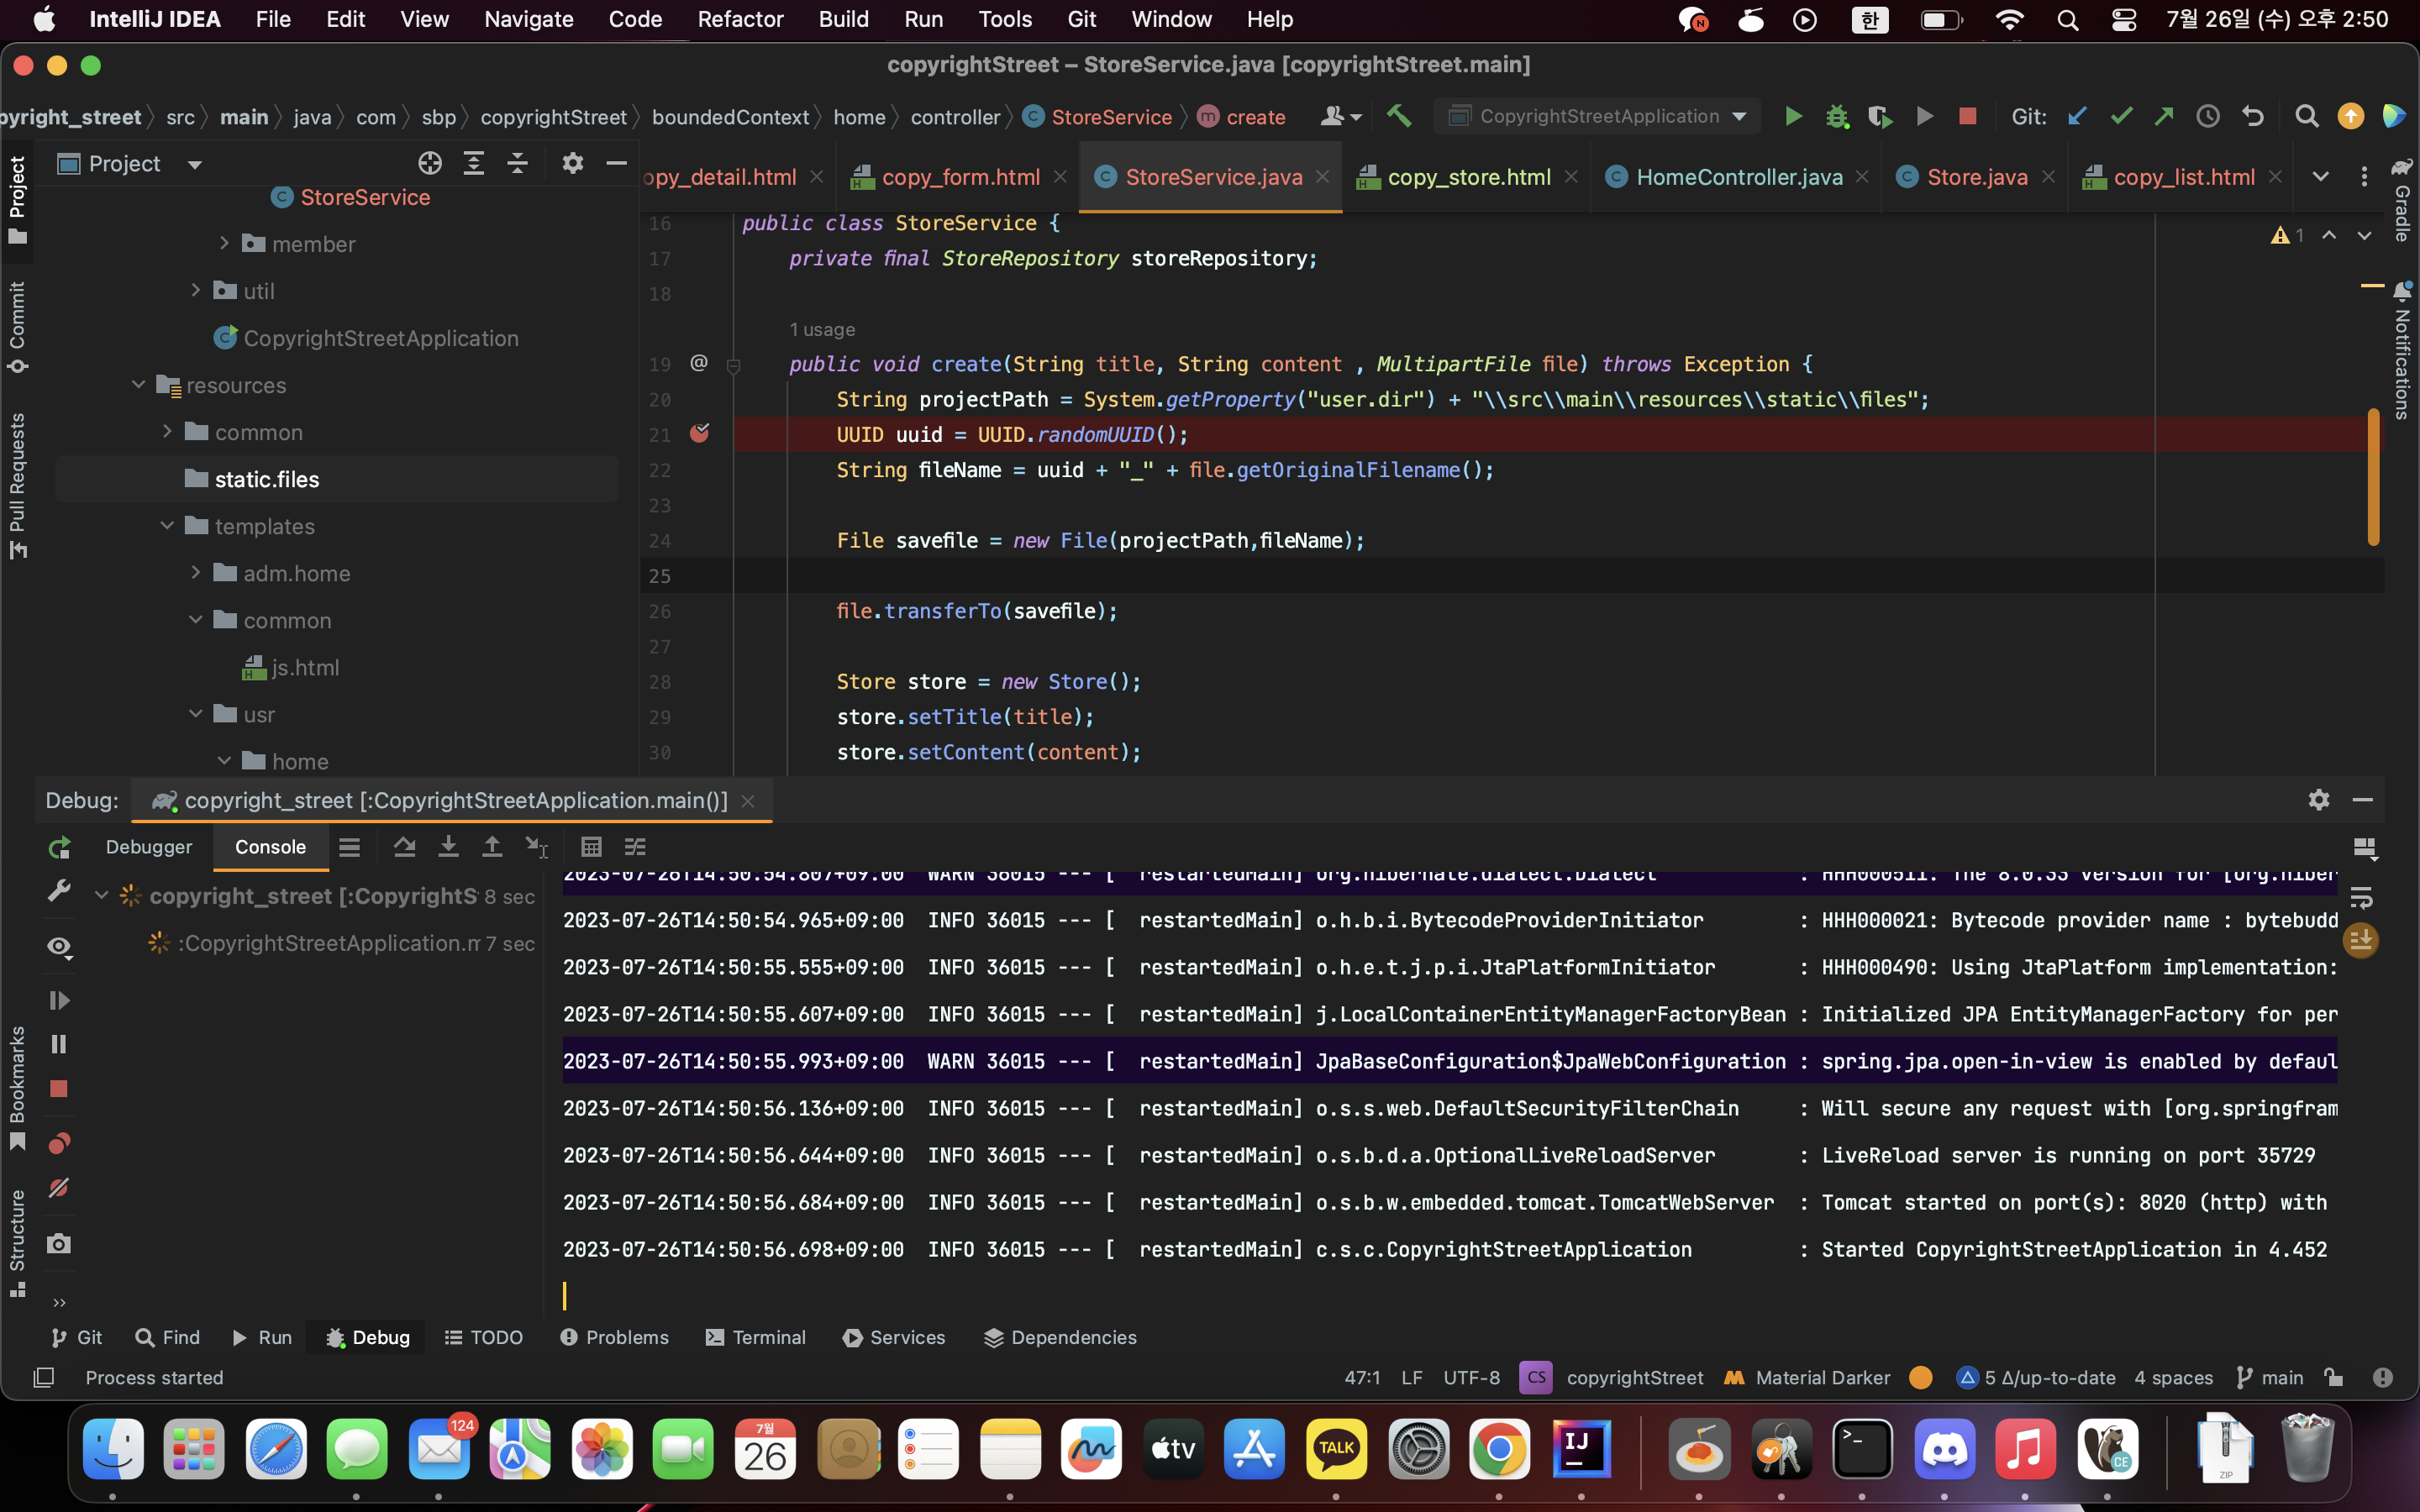 IntelliJ IDEA File Edit View Navigate Code Refactor Build Run Tools Git Window Help 한 7월 26일 (수) 오후 2:50
copyrightStreet – StoreService.java [copyrightStreet.main]
pyright_street src main java com sbp copyrightStreet boundedContext home controller StoreService create CopyrightStreetApplication Git:
Project
opy_detail.html copy_form.html StoreService.java copy_store.html HomeController.java Store.java copy_list.html
StoreService
member
util
CopyrightStreetApplication
resources
common
static.files
templates
adm.home
common
js.html
usr
home
Project
Commit
Pull Requests
Bookmarks
Structure
Gradle
Notifications
1
16 public class StoreService {
17 private final StoreRepository storeRepository;
18
1 usage
19 @ public void create(String title, String content , MultipartFile file) throws Exception {
20 String projectPath = System.getProperty("user.dir") + "\\src\\main\\resources\\static\\files";
21 UUID uuid = UUID.randomUUID();
22 String fileName = uuid + "_" + file.getOriginalFilename();
23
24 File savefile = new File(projectPath,fileName);
25
26 file.transferTo(savefile);
27
28 Store store = new Store();
29 store.setTitle(title);
30 store.setContent(content);
Debug: copyright_street [:CopyrightStreetApplication.main()]
Debugger Console
copyright_street [:CopyrightS 8 sec
:CopyrightStreetApplication.m 7 sec
2023-07-26T14:50:54.807+09:00 WARN 36015 --- [ restartedMain] org.hibernate.dialect.Dialect : HHH000511: The 8.0.33 version for [org.hiber
2023-07-26T14:50:54.965+09:00 INFO 36015 --- [ restartedMain] o.h.b.i.BytecodeProviderInitiator : HHH000021: Bytecode provider name : bytebudd
2023-07-26T14:50:55.555+09:00 INFO 36015 --- [ restartedMain] o.h.e.t.j.p.i.JtaPlatformInitiator : HHH000490: Using JtaPlatform implementation:
2023-07-26T14:50:55.607+09:00 INFO 36015 --- [ restartedMain] j.LocalContainerEntityManagerFactoryBean : Initialized JPA EntityManagerFactory for per
2023-07-26T14:50:55.993+09:00 WARN 36015 --- [ restartedMain] JpaBaseConfiguration$JpaWebConfiguration : spring.jpa.open-in-view is enabled by defaul
2023-07-26T14:50:56.136+09:00 INFO 36015 --- [ restartedMain] o.s.s.web.DefaultSecurityFilterChain : Will secure any request with [org.springfram
2023-07-26T14:50:56.644+09:00 INFO 36015 --- [ restartedMain] o.s.b.d.a.OptionalLiveReloadServer : LiveReload server is running on port 35729
2023-07-26T14:50:56.684+09:00 INFO 36015 --- [ restartedMain] o.s.b.w.embedded.tomcat.TomcatWebServer : Tomcat started on port(s): 8020 (http) with
2023-07-26T14:50:56.698+09:00 INFO 36015 --- [ restartedMain] c.s.c.CopyrightStreetApplication : Started CopyrightStreetApplication in 4.452
Git Find Run Debug TODO Problems Terminal Services Dependencies
Process started 47:1 LF UTF-8 CS copyrightStreet Material Darker 5 Δ/up-to-date 4 spaces main
124
7월
26
tv
TALK
IJ
CE
ZIP